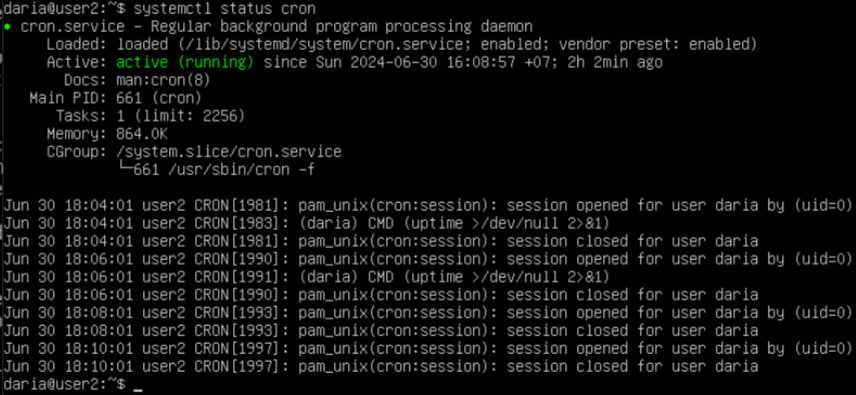 daria@user2:~$ systemctl status cron
● cron.service - Regular background program processing daemon
Loaded: loaded (/lib/systemd/system/cron.service; enabled; vendor preset: enabled)
Active: active (running) since Sun 2024-06-30 16:08:57 +07; 2h 2min ago
Docs: man:cron(8)
Main PID: 661 (cron)
Tasks: 1 (limit: 2256)
Memory: 864.0K
CGroup: /system.slice/cron.service
└─661 /usr/sbin/cron -f
Jun 30 18:04:01 user2 CRON[1981]: pam_unix(cron:session): session opened for user daria by (uid=0)
Jun 30 18:04:01 user2 CRON[1983]: (daria) CMD (uptime >/dev/null 2>&1)
Jun 30 18:04:01 user2 CRON[1981]: pam_unix(cron:session): session closed for user daria
Jun 30 18:06:01 user2 CRON[1990]: pam_unix(cron:session): session opened for user daria by (uid=0)
Jun 30 18:06:01 user2 CRON[1991]: (daria) CMD (uptime >/dev/null 2>&1)
Jun 30 18:06:01 user2 CRON[1990]: pam_unix(cron:session): session closed for user daria
Jun 30 18:08:01 user2 CRON[1993]: pam_unix(cron:session): session opened for user daria by (uid=0)
Jun 30 18:08:01 user2 CRON[1993]: pam_unix(cron:session): session closed for user daria
Jun 30 18:10:01 user2 CRON[1997]: pam_unix(cron:session): session opened for user daria by (uid=0)
Jun 30 18:10:01 user2 CRON[1997]: pam_unix(cron:session): session closed for user daria
daria@user2:~$ _